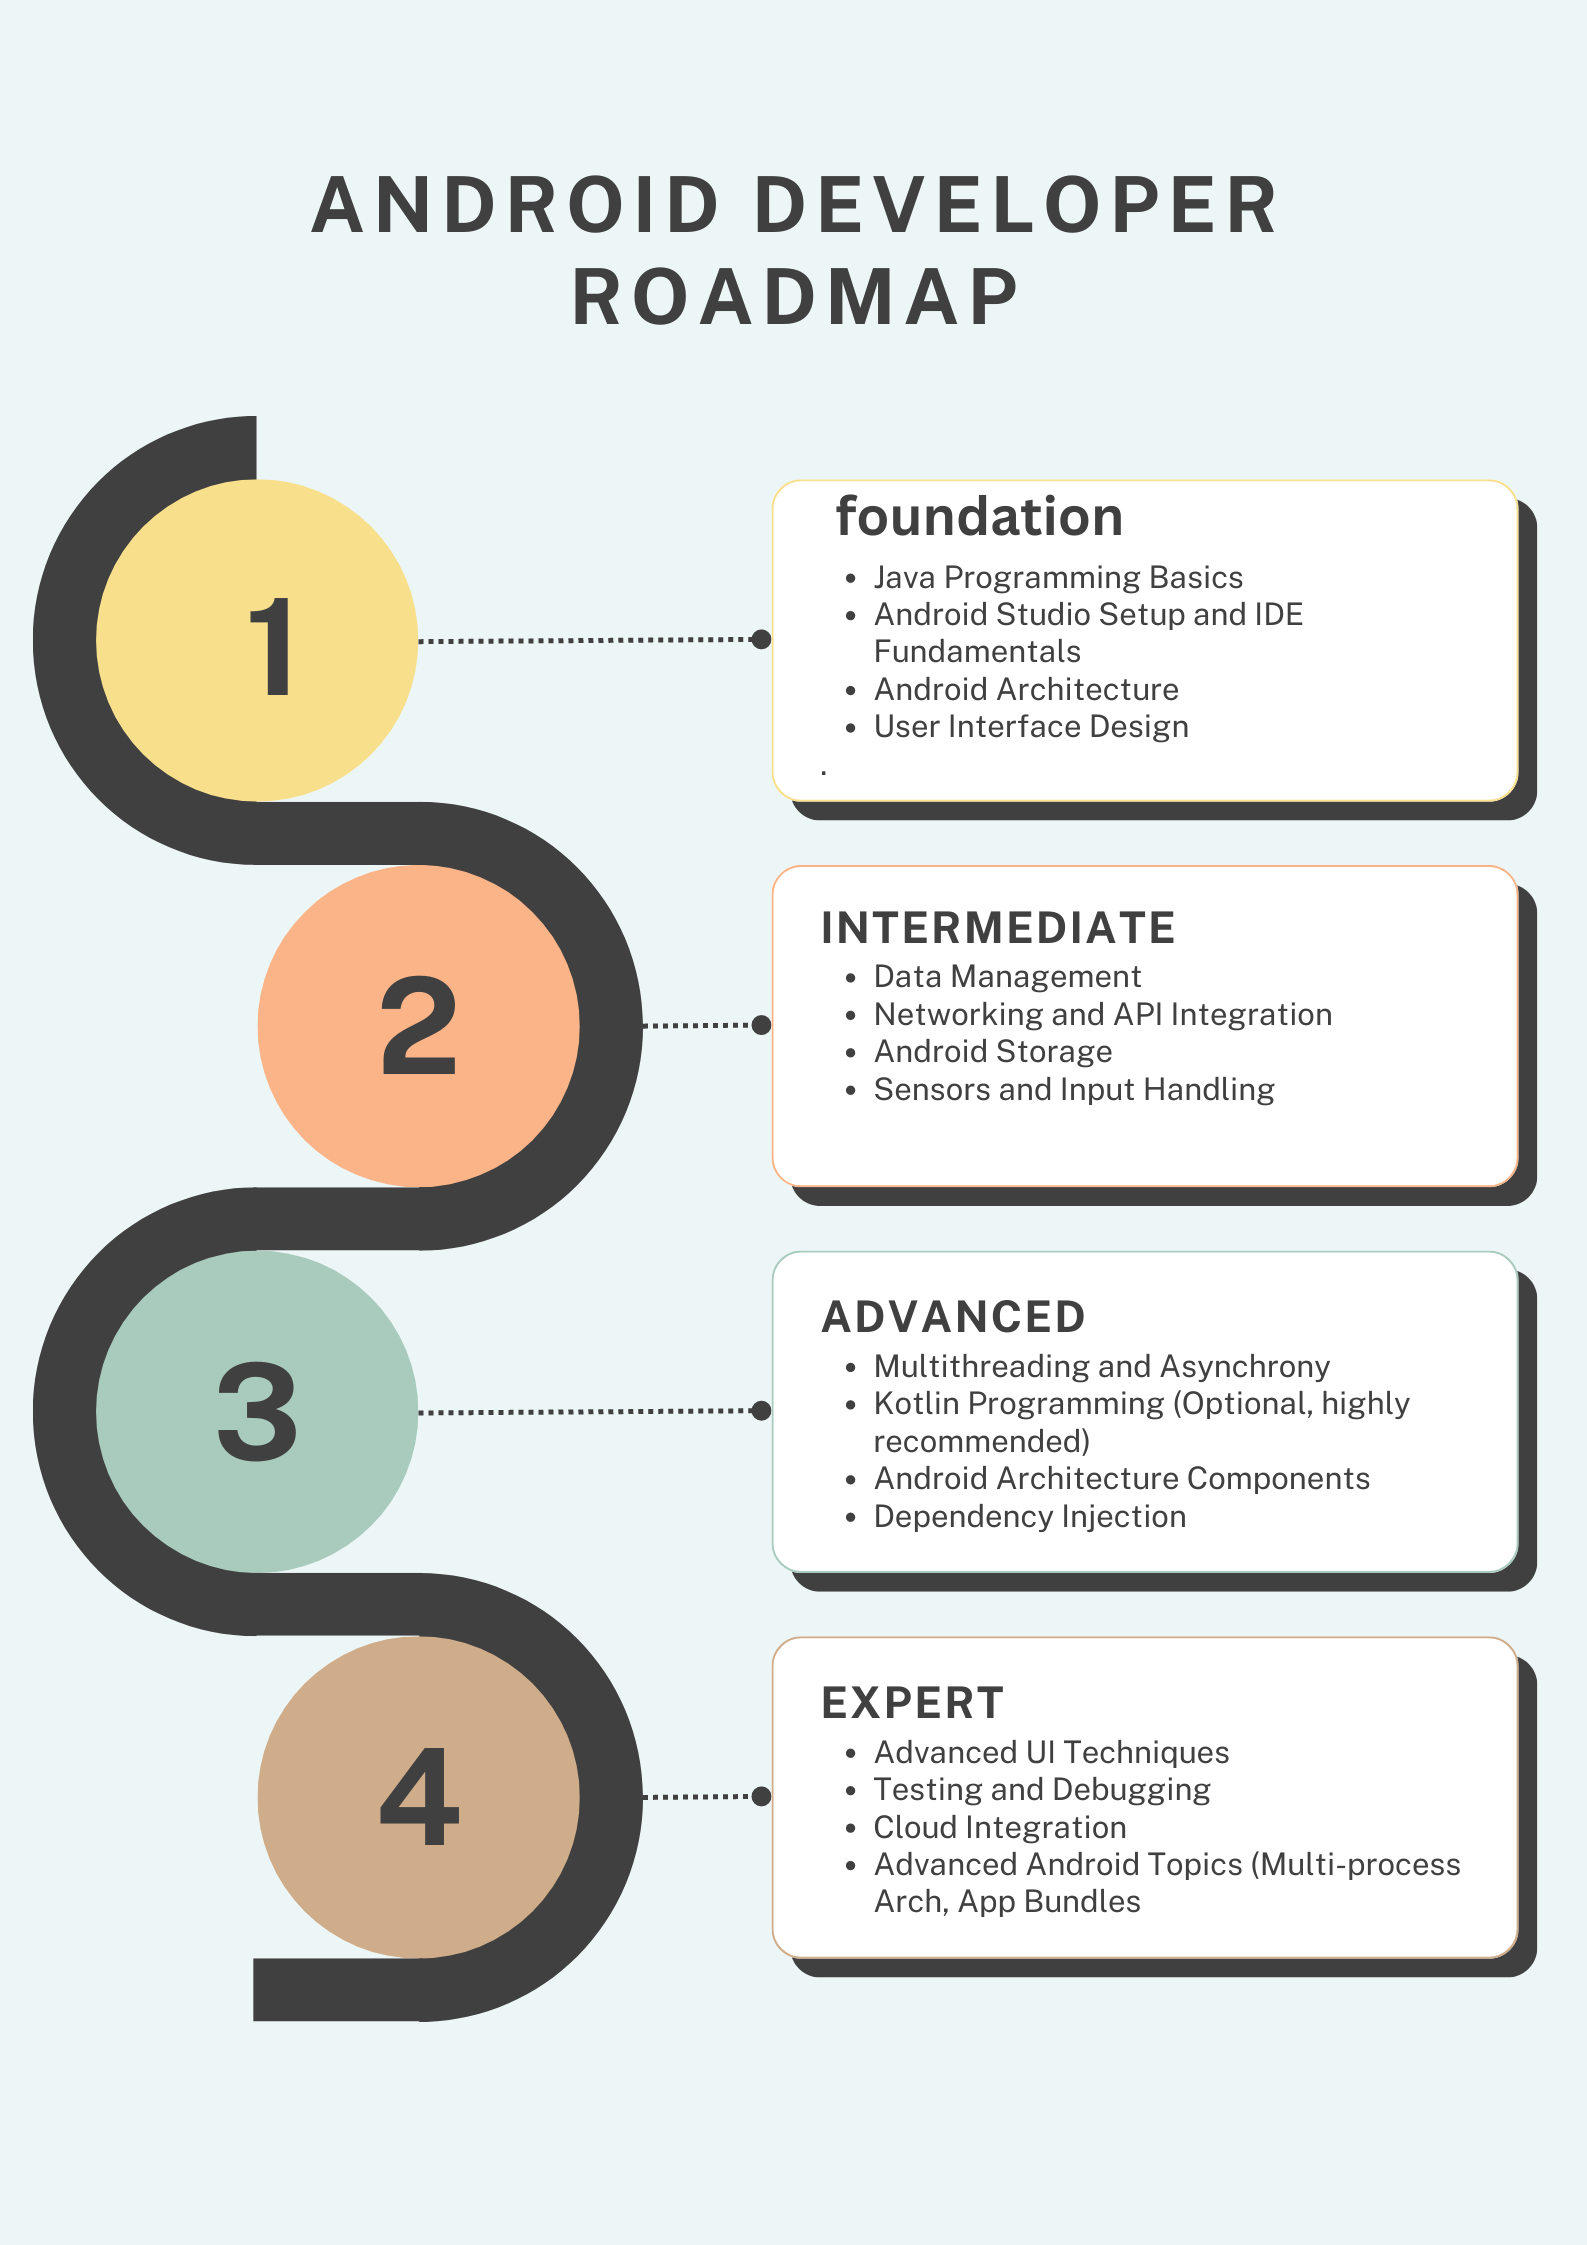 ANDROID DEVELOPER
ROADMAP
1
foundation
• Java Programming Basics
• Android Studio Setup and IDE
Fundamentals
• Android Architecture
• User Interface Design
.
2
INTERMEDIATE
• Data Management
• Networking and API Integration
• Android Storage
• Sensors and Input Handling
3
ADVANCED
• Multithreading and Asynchrony
• Kotlin Programming (Optional, highly
recommended)
• Android Architecture Components
• Dependency Injection
4
EXPERT
• Advanced UI Techniques
• Testing and Debugging
• Cloud Integration
• Advanced Android Topics (Multi-process
Arch, App Bundles